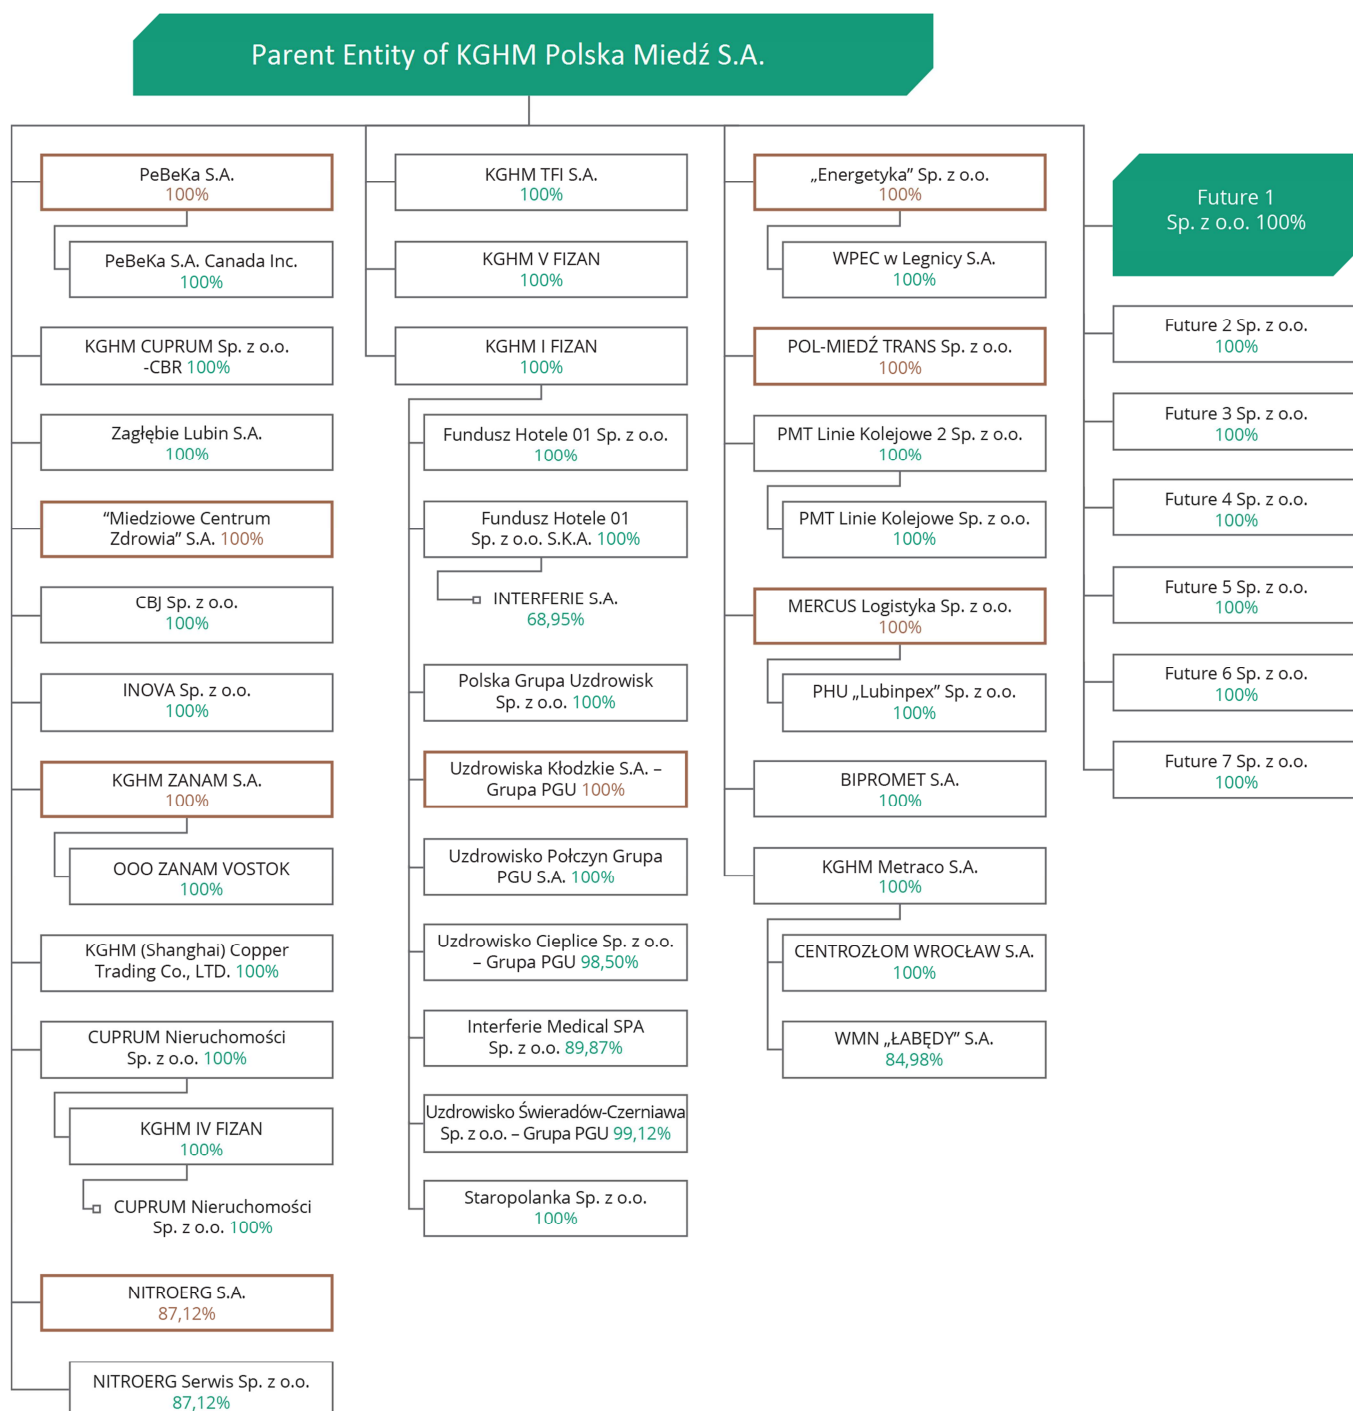 Parent Entity of KGHM Polska Miedź S.A.
PeBeKa S.A.
100%
PeBeKa S.A. Canada Inc.
100%
KGHM CUPRUM Sp. z o.o.
-CBR 100%
Zagłębie Lubin S.A.
100%
“Miedziowe Centrum
Zdrowia” S.A. 100%
CBJ Sp. z o.o.
100%
INOVA Sp. z o.o.
100%
KGHM ZANAM S.A.
100%
OOO ZANAM VOSTOK
100%
KGHM (Shanghai) Copper
Trading Co., LTD. 100%
CUPRUM Nieruchomości
Sp. z o.o. 100%
KGHM IV FIZAN
100%
CUPRUM Nieruchomości
Sp. z o.o. 100%
NITROERG S.A.
87,12%
NITROERG Serwis Sp. z o.o.
87,12%
KGHM TFI S.A.
100%
KGHM V FIZAN
100%
KGHM I FIZAN
100%
Fundusz Hotele 01 Sp. z o.o.
100%
Fundusz Hotele 01
Sp. z o.o. S.K.A. 100%
INTERFERIE S.A.
68,95%
Polska Grupa Uzdrowisk
Sp. z o.o. 100%
Uzdrowiska Kłodzkie S.A. –
Grupa PGU 100%
Uzdrowisko Połczyn Grupa
PGU S.A. 100%
Uzdrowisko Cieplice Sp. z o.o.
– Grupa PGU 98,50%
Interferie Medical SPA
Sp. z o.o. 89,87%
Uzdrowisko Świeradów-Czerniawa
Sp. z o.o. – Grupa PGU 99,12%
Staropolanka Sp. z o.o.
100%
„Energetyka” Sp. z o.o.
100%
WPEC w Legnicy S.A.
100%
POL-MIEDŹ TRANS Sp. z o.o.
100%
PMT Linie Kolejowe 2 Sp. z o.o.
100%
PMT Linie Kolejowe Sp. z o.o.
100%
MERCUS Logistyka Sp. z o.o.
100%
PHU „Lubinpex” Sp. z o.o.
100%
BIPROMET S.A.
100%
KGHM Metraco S.A.
100%
CENTROZŁOM WROCŁAW S.A.
100%
WMN „ŁABĘDY” S.A.
84,98%
Future 1
Sp. z o.o. 100%
Future 2 Sp. z o.o.
100%
Future 3 Sp. z o.o.
100%
Future 4 Sp. z o.o.
100%
Future 5 Sp. z o.o.
100%
Future 6 Sp. z o.o.
100%
Future 7 Sp. z o.o.
100%